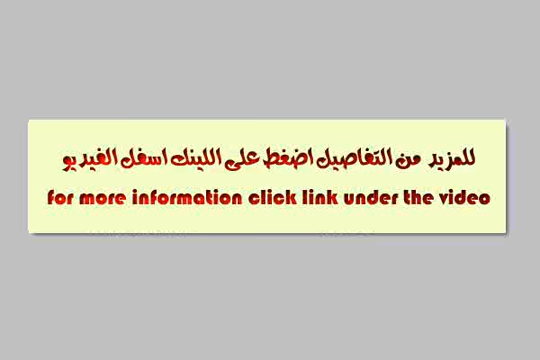 للمزيد من التفاصيل اضغط على اللينك اسفل الفيديو
for more information click link under the video